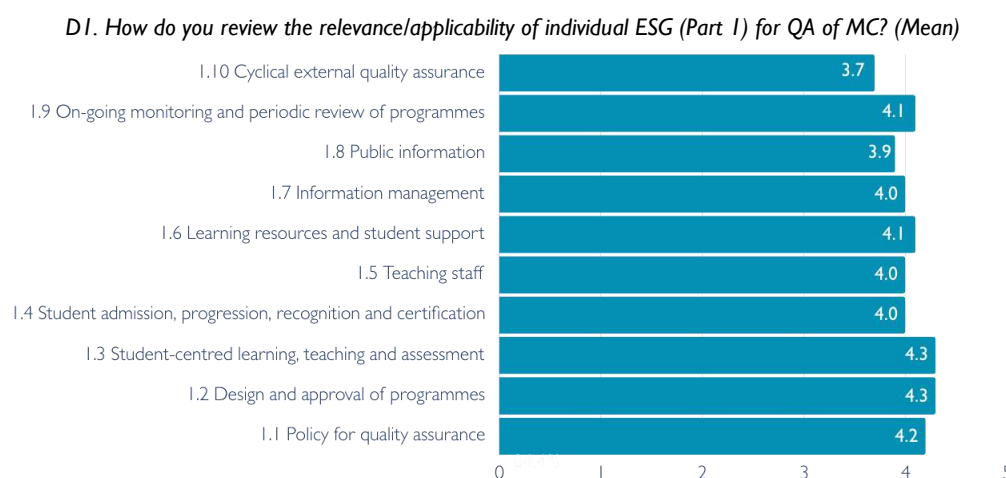 D1. How do you review the relevance/applicability of individual ESG (Part 1) for QA of MC? (Mean)
1.10 Cyclical external quality assurance 3.7
1.9 On-going monitoring and periodic review of programmes 4.1
1.8 Public information 3.9
1.7 Information management 4.0
1.6 Learning resources and student support 4.1
1.5 Teaching staff 4.0
1.4 Student admission, progression, recognition and certification 4.0
1.3 Student-centred learning, teaching and assessment 4.3
1.2 Design and approval of programmes 4.3
1.1 Policy for quality assurance 4.2
0 1 2 3 4 5